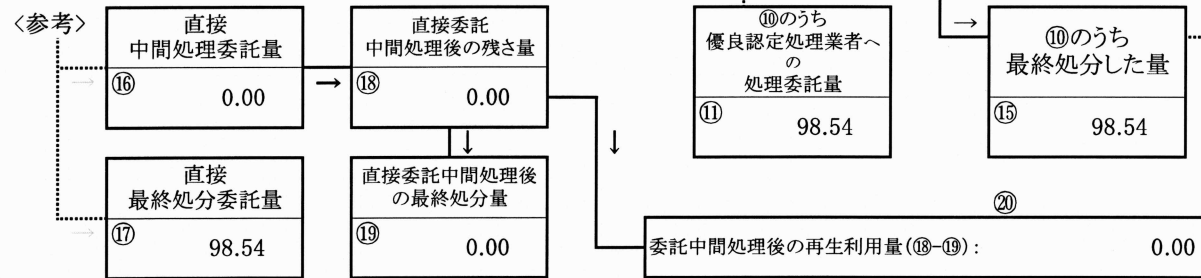 〈参考〉
直接
中間処理委託量
⑯
0.00
→
直接委託
中間処理後の残さ量
⑱
0.00
⑩のうち
優良認定処理業者へ
の
処理委託量
⑪
98.54
→
⑩のうち
最終処分した量
⑮
98.54
→
↓
↓
直接
最終処分委託量
⑰
98.54
→
直接委託中間処理後
の最終処分量
⑲
0.00
⑳
委託中間処理後の再生利用量(⑱-⑲):
0.00